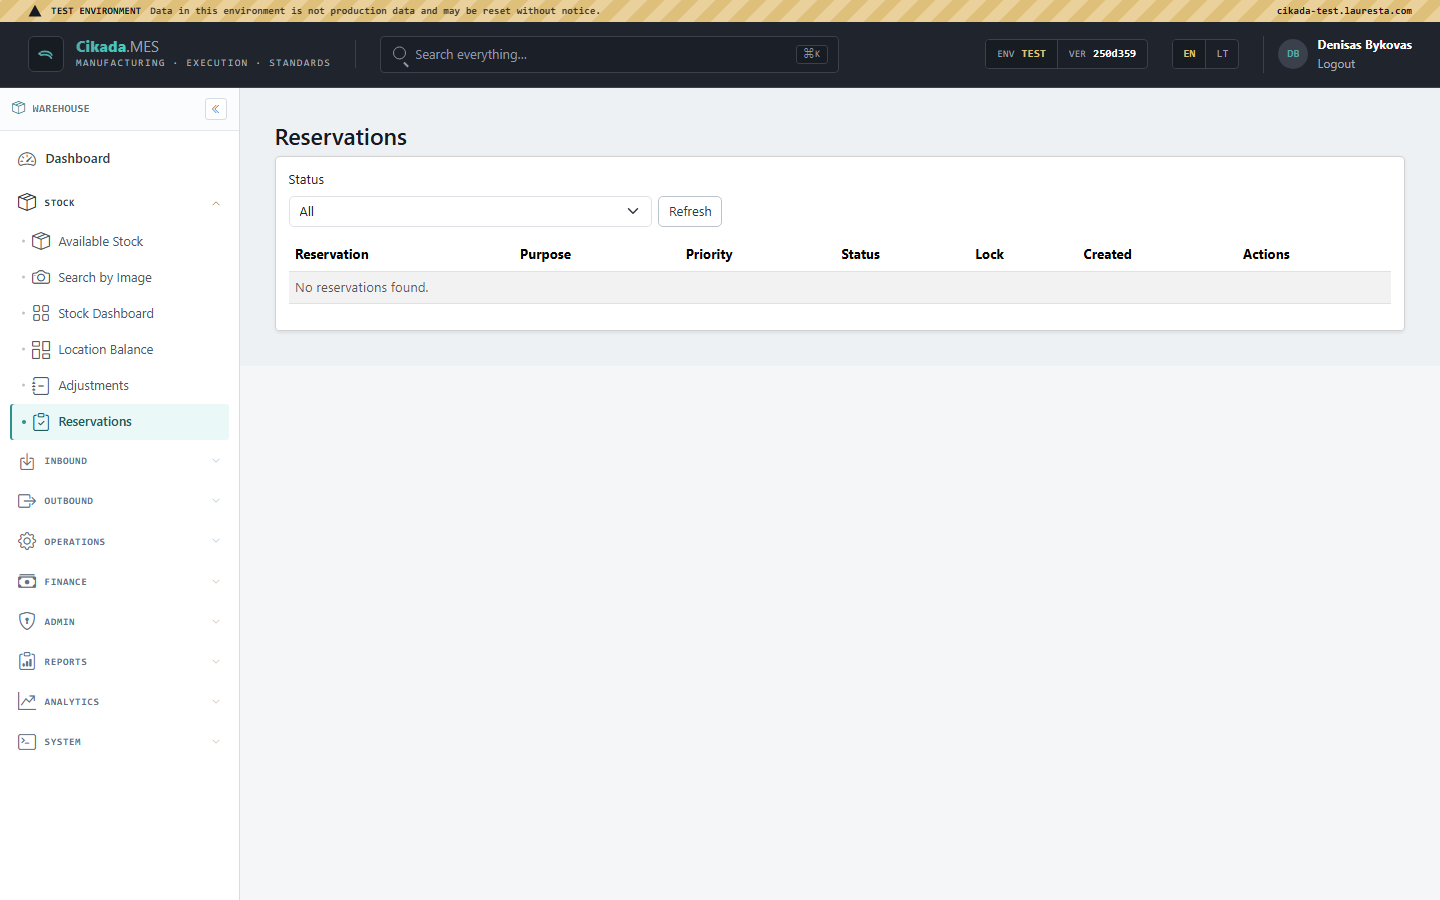 TEST ENVIRONMENT Data in this environment is not production data and may be reset without notice. cikada-test.lauresta.com
Cikada.MES
MANUFACTURING · EXECUTION · STANDARDS
Search everything... ⌘K
ENV TEST VER 250d359 EN LT
DB Denisas Bykovas
Logout
WAREHOUSE
Dashboard
STOCK
Available Stock
Search by Image
Stock Dashboard
Location Balance
Adjustments
Reservations
INBOUND
OUTBOUND
OPERATIONS
FINANCE
ADMIN
REPORTS
ANALYTICS
SYSTEM
Reservations
Status
All Refresh
Reservation Purpose Priority Status Lock Created Actions
No reservations found.